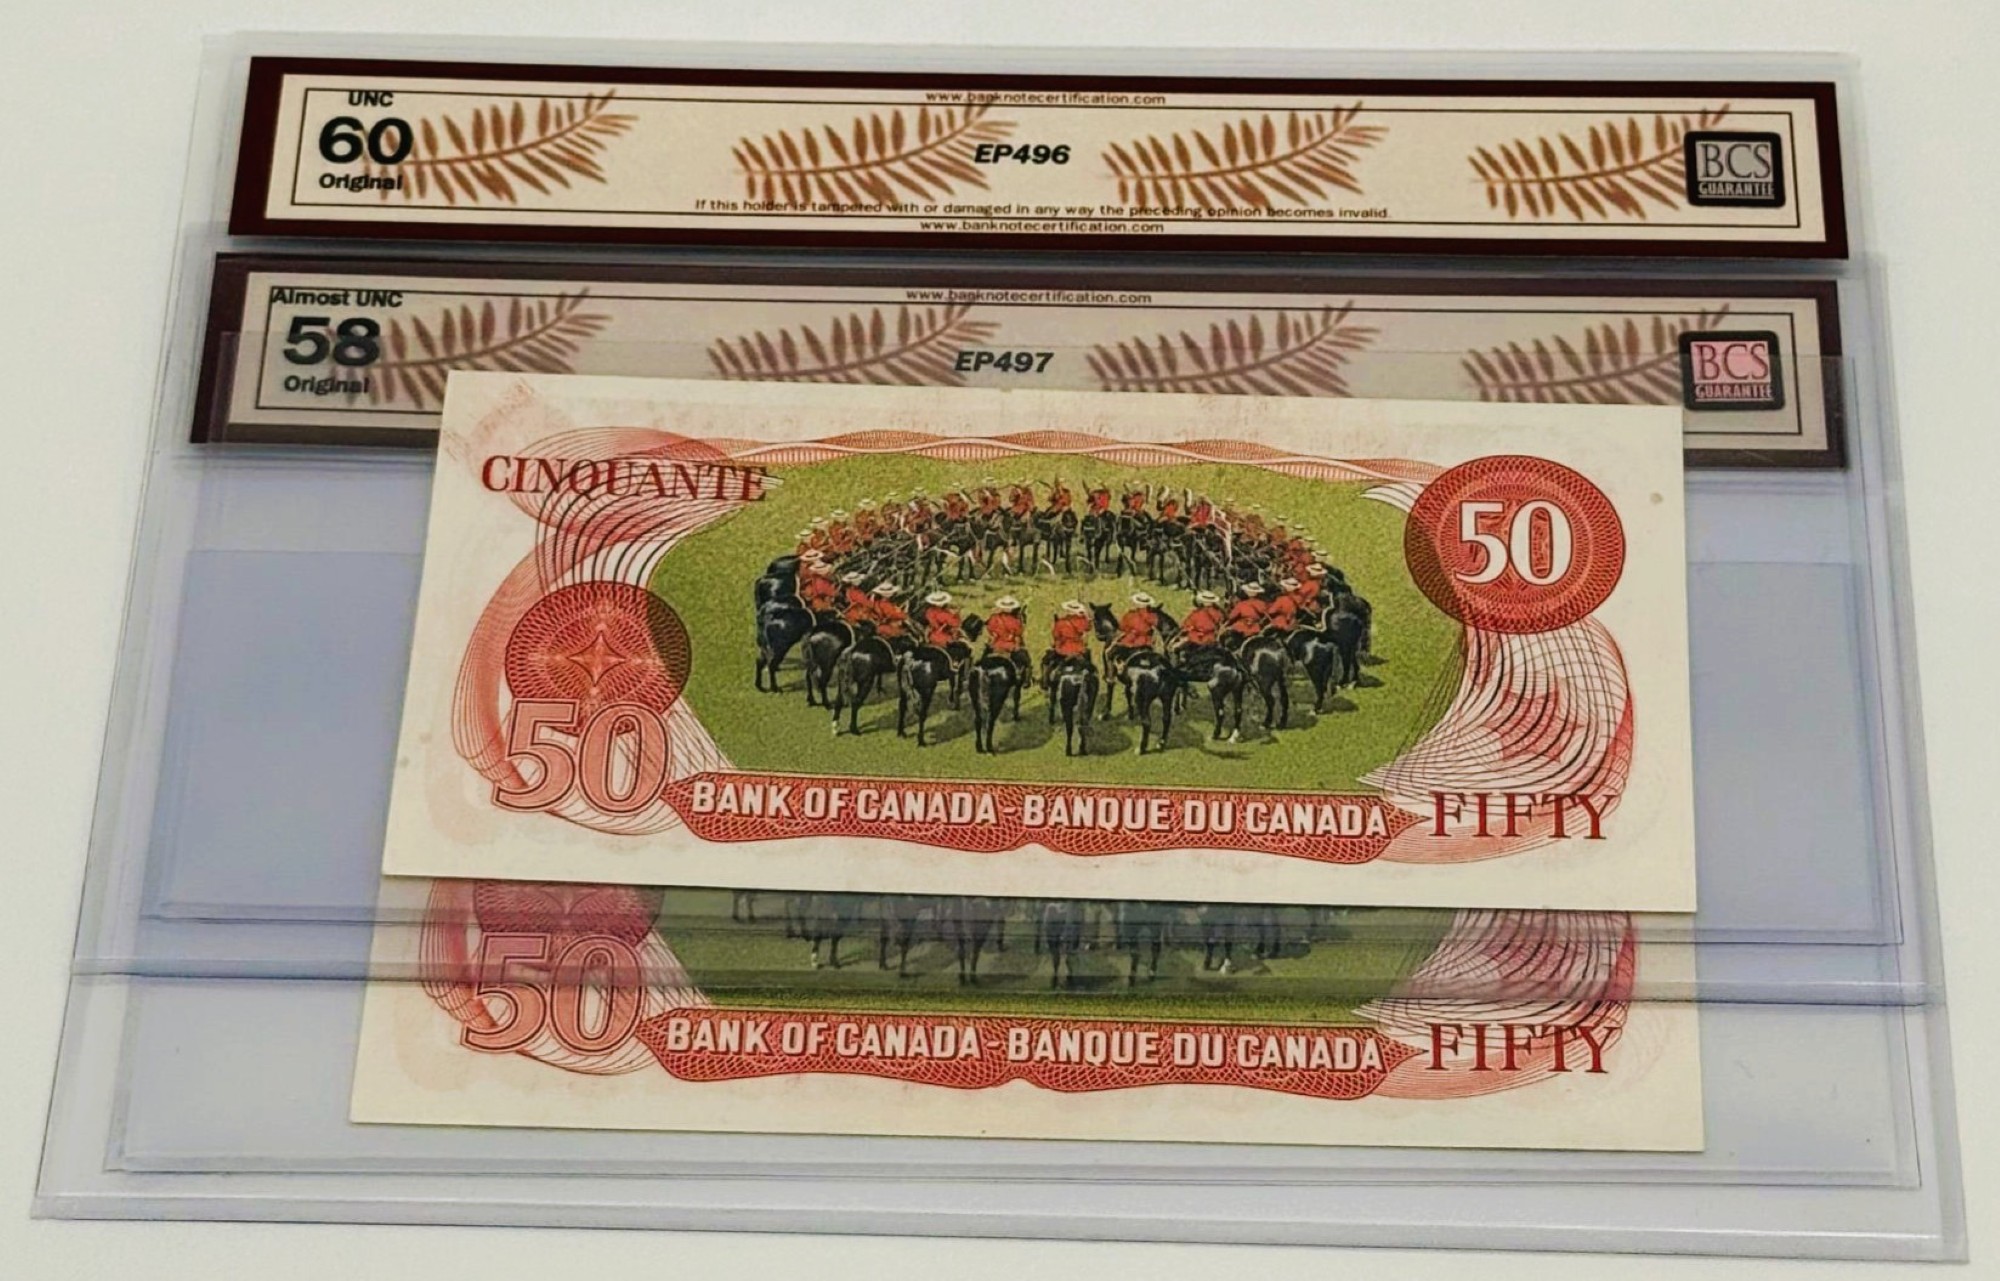 UNC
60
Original
www.banknotecertification.com
EP496
If this holder is tampered with or damaged in any way the preceding opinion becomes invalid.
www.banknotecertification.com
BCS
GUARANTEE
Almost UNC
58
Original
www.banknotecertification.com
EP497
BCS
GUARANTEE
CINQUANTE
50
50
BANK OF CANADA - BANQUE DU CANADA
FIFTY
50
BANK OF CANADA - BANQUE DU CANADA
FIFTY